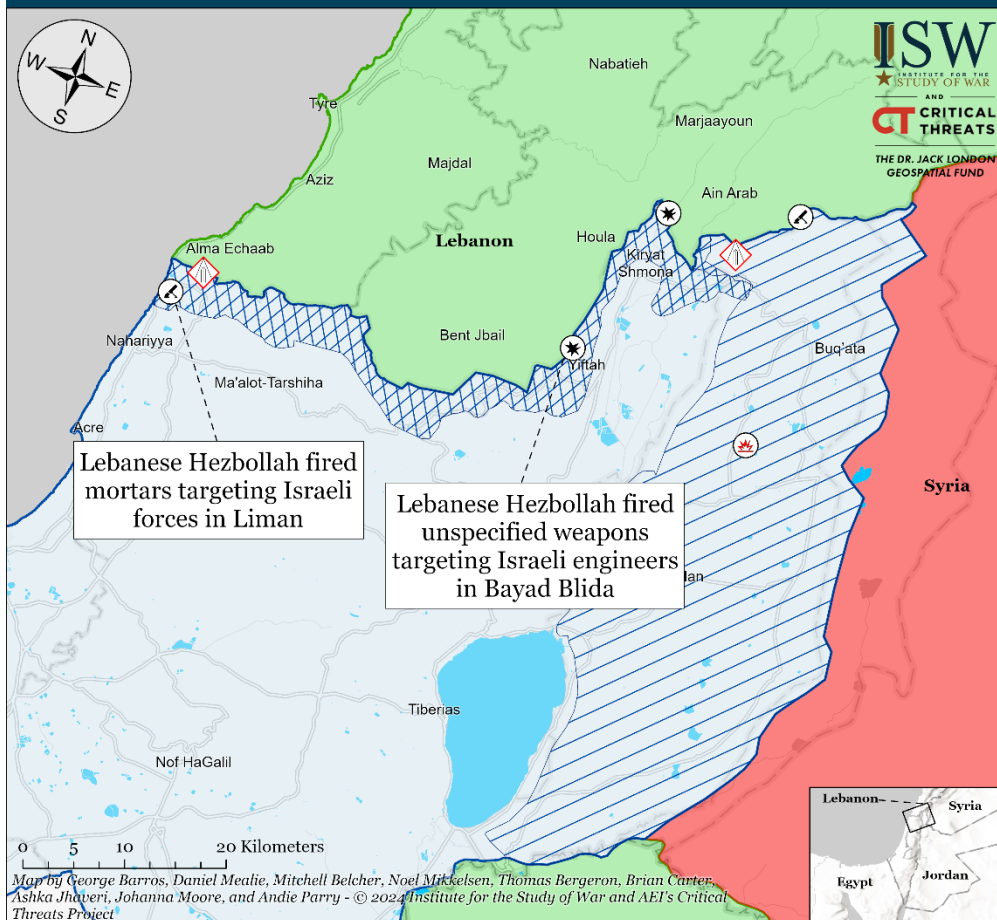 N
W
E
S
ISW
INSTITUTE FOR THE
STUDY OF WAR
AND
CT CRITICAL
THREATS
THE DR. JACK LONDON
GEOSPATIAL FUND
Nabatieh
Tyre
Marjaayoun
Majdal
Aziz
Ain Arab
Lebanon
Houla
Alma Echaab
Kiryat
Shmona
Bent Jbail
Nahariyya
Yiftah
Buq'ata
Ma'alot-Tarshiha
Acre
Lebanese Hezbollah fired
mortars targeting Israeli
forces in Liman
Lebanese Hezbollah fired
unspecified weapons
targeting Israeli engineers
in Bayad Blida
Syria
lan
Tiberias
Nof HaGalil
0 5 10 20 Kilometers
Lebanon
Syria
Egypt
Jordan
Map by George Barros, Daniel Mealie, Mitchell Belcher, Noel Mikkelsen, Thomas Bergeron, Brian Carter,
Ashka Jhaveri, Johanna Moore, and Andie Parry - © 2024 Institute for the Study of War and AEI's Critical
Threats Project